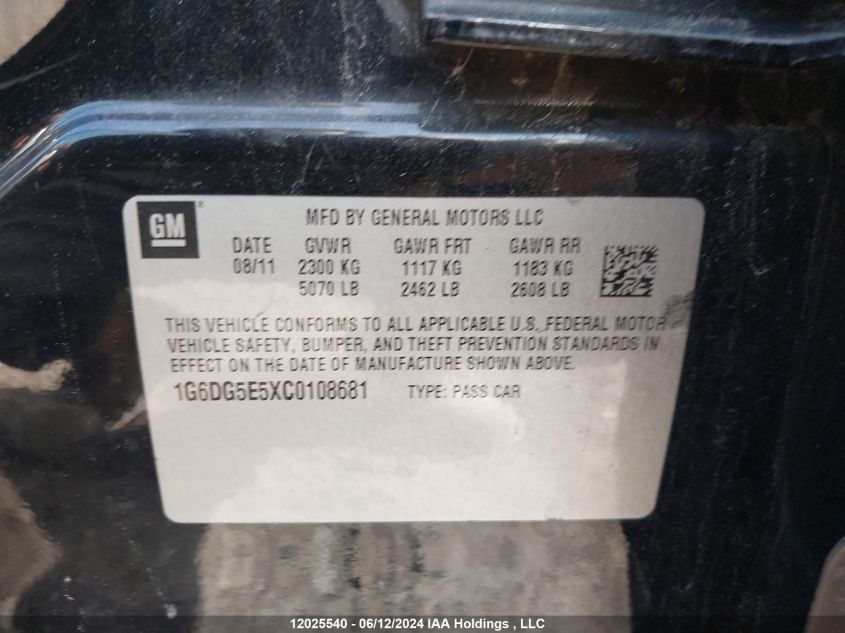 GM ®
MFD BY GENERAL MOTORS LLC
DATE GVWR GAWR FRT GAWR RR
08/11 2300 KG 1117 KG 1183 KG
5070 LB 2462 LB 2608 LB
THIS VEHICLE CONFORMS TO ALL APPLICABLE U.S. FEDERAL MOTOR
VEHICLE SAFETY, BUMPER, AND THEFT PREVENTION STANDARDS IN
EFFECT ON THE DATE OF MANUFACTURE SHOWN ABOVE.
1G6DG5E5XC0108681 TYPE: PASS CAR
12025540 - 06/12/2024 IAA Holdings , LLC